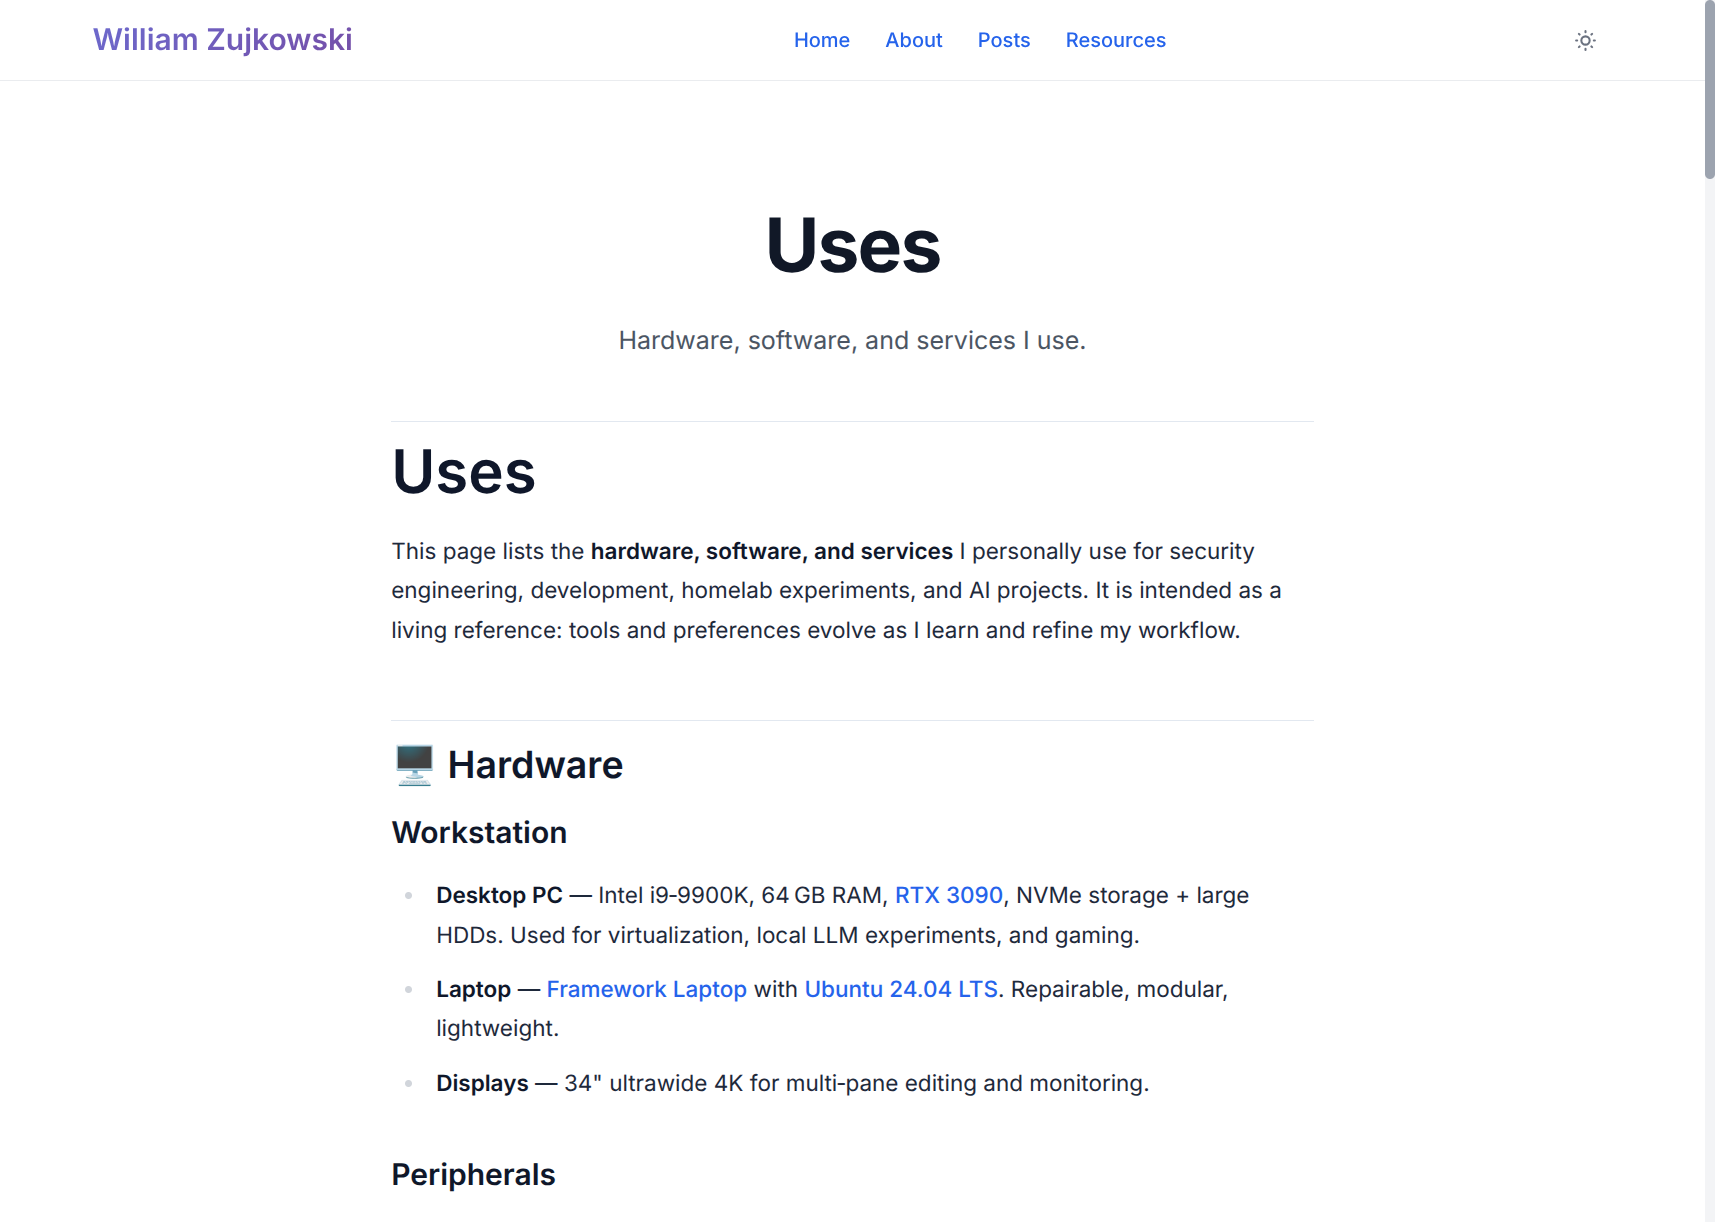 William Zujkowski
Home About Posts Resources
Uses
Hardware, software, and services I use.
Uses
This page lists the hardware, software, and services I personally use for security
engineering, development, homelab experiments, and AI projects. It is intended as a
living reference: tools and preferences evolve as I learn and refine my workflow.
🖥️ Hardware
Workstation
Desktop PC — Intel i9-9900K, 64 GB RAM, RTX 3090, NVMe storage + large
HDDs. Used for virtualization, local LLM experiments, and gaming.
Laptop — Framework Laptop with Ubuntu 24.04 LTS. Repairable, modular,
lightweight.
Displays — 34" ultrawide 4K for multi-pane editing and monitoring.
Peripherals